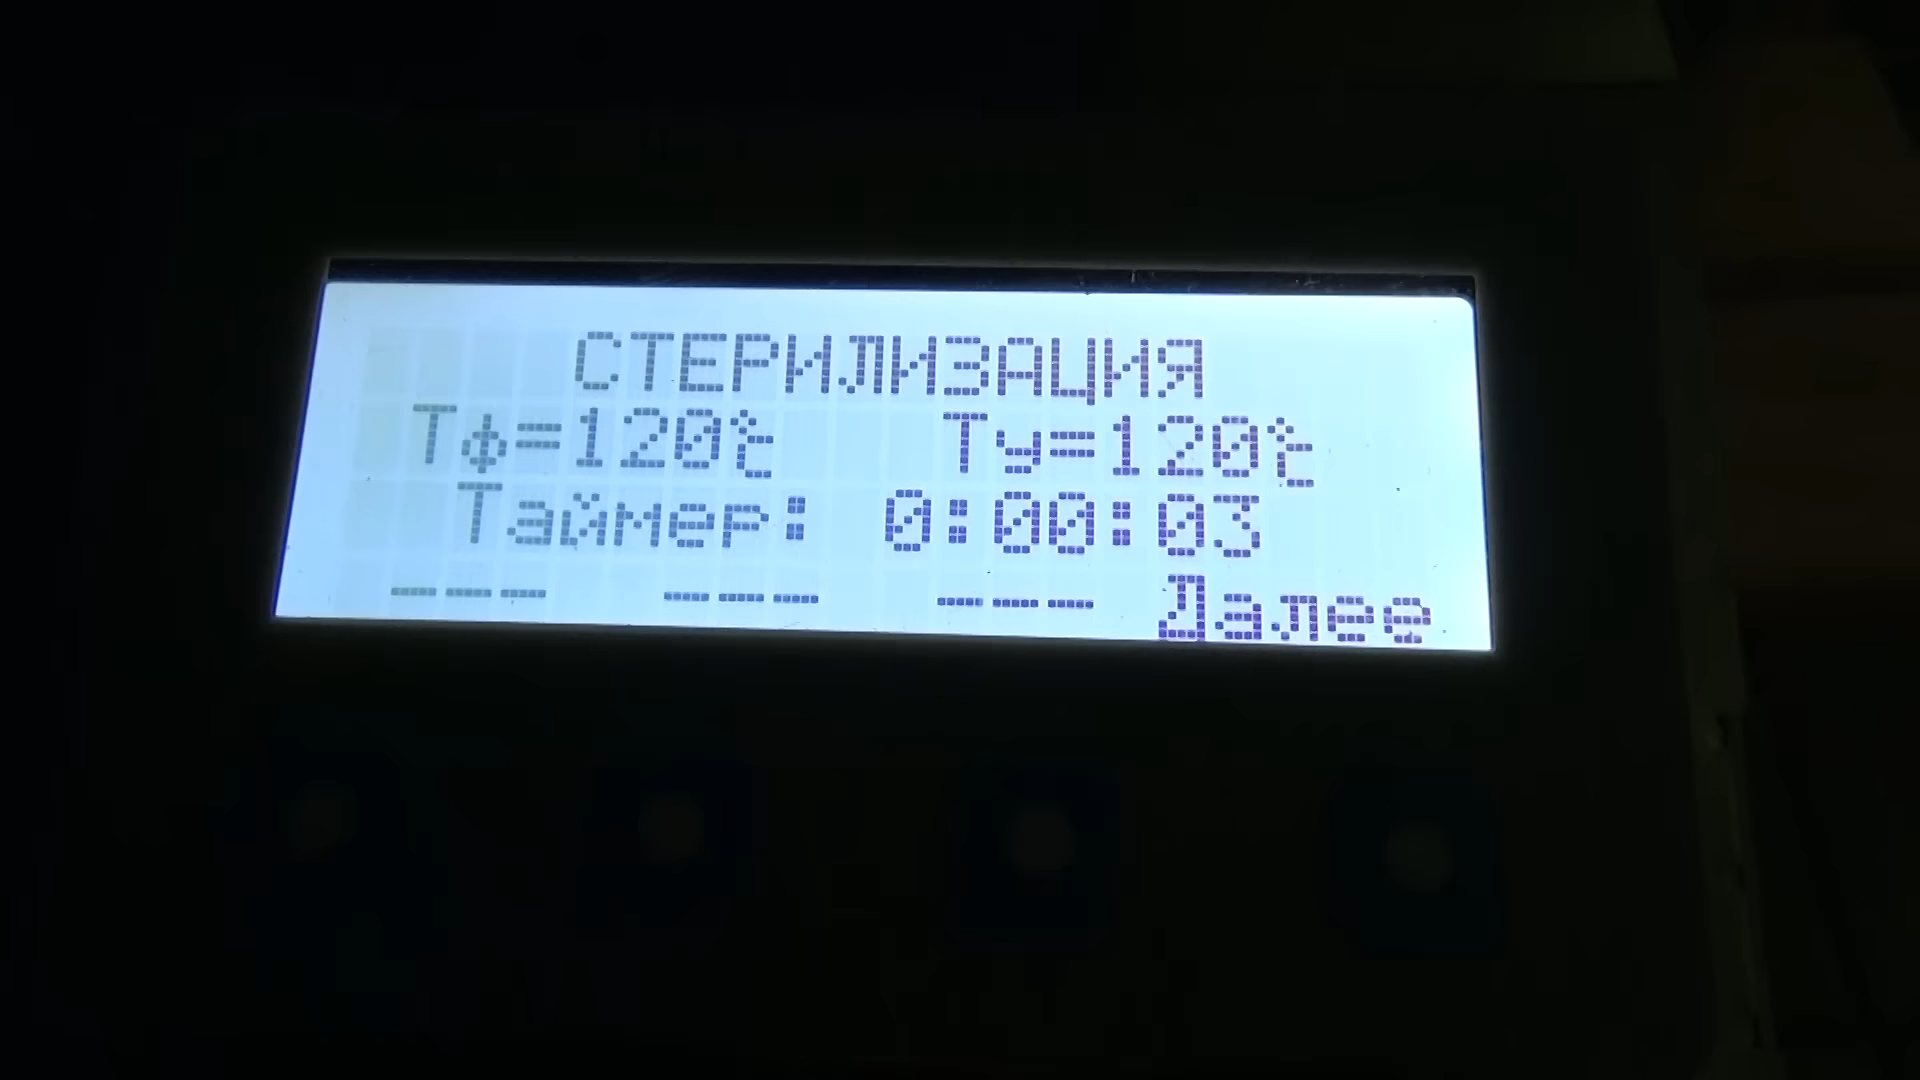 СТЕРИЛИЗАЦИЯ
Тф=120℃ Ту=120℃
Таймер: 0:00:03
--- --- --- Далее